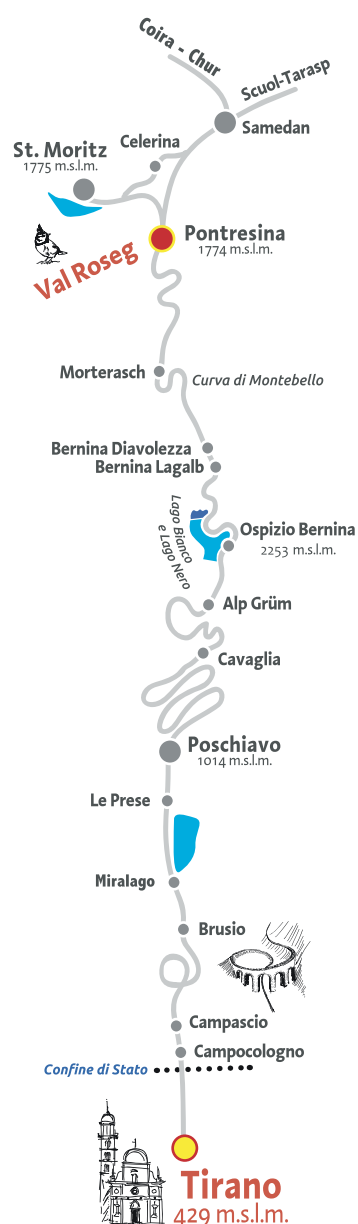 Coira - Chur
Scuol-Tarasp
Samedan
Celerina
St. Moritz
1775 m.s.l.m.
Pontresina
1774 m.s.l.m.
Val Roseg
Morterasch
Curva di Montebello
Bernina Diavolezza
Bernina Lagalb
Lago Bianco
e Lago Nero
Ospizio Bernina
2253 m.s.l.m.
Alp Grüm
Cavaglia
Poschiavo
1014 m.s.l.m.
Le Prese
Miralago
Brusio
Campascio
Campocologno
Confine di Stato
Tirano
429 m.s.l.m.